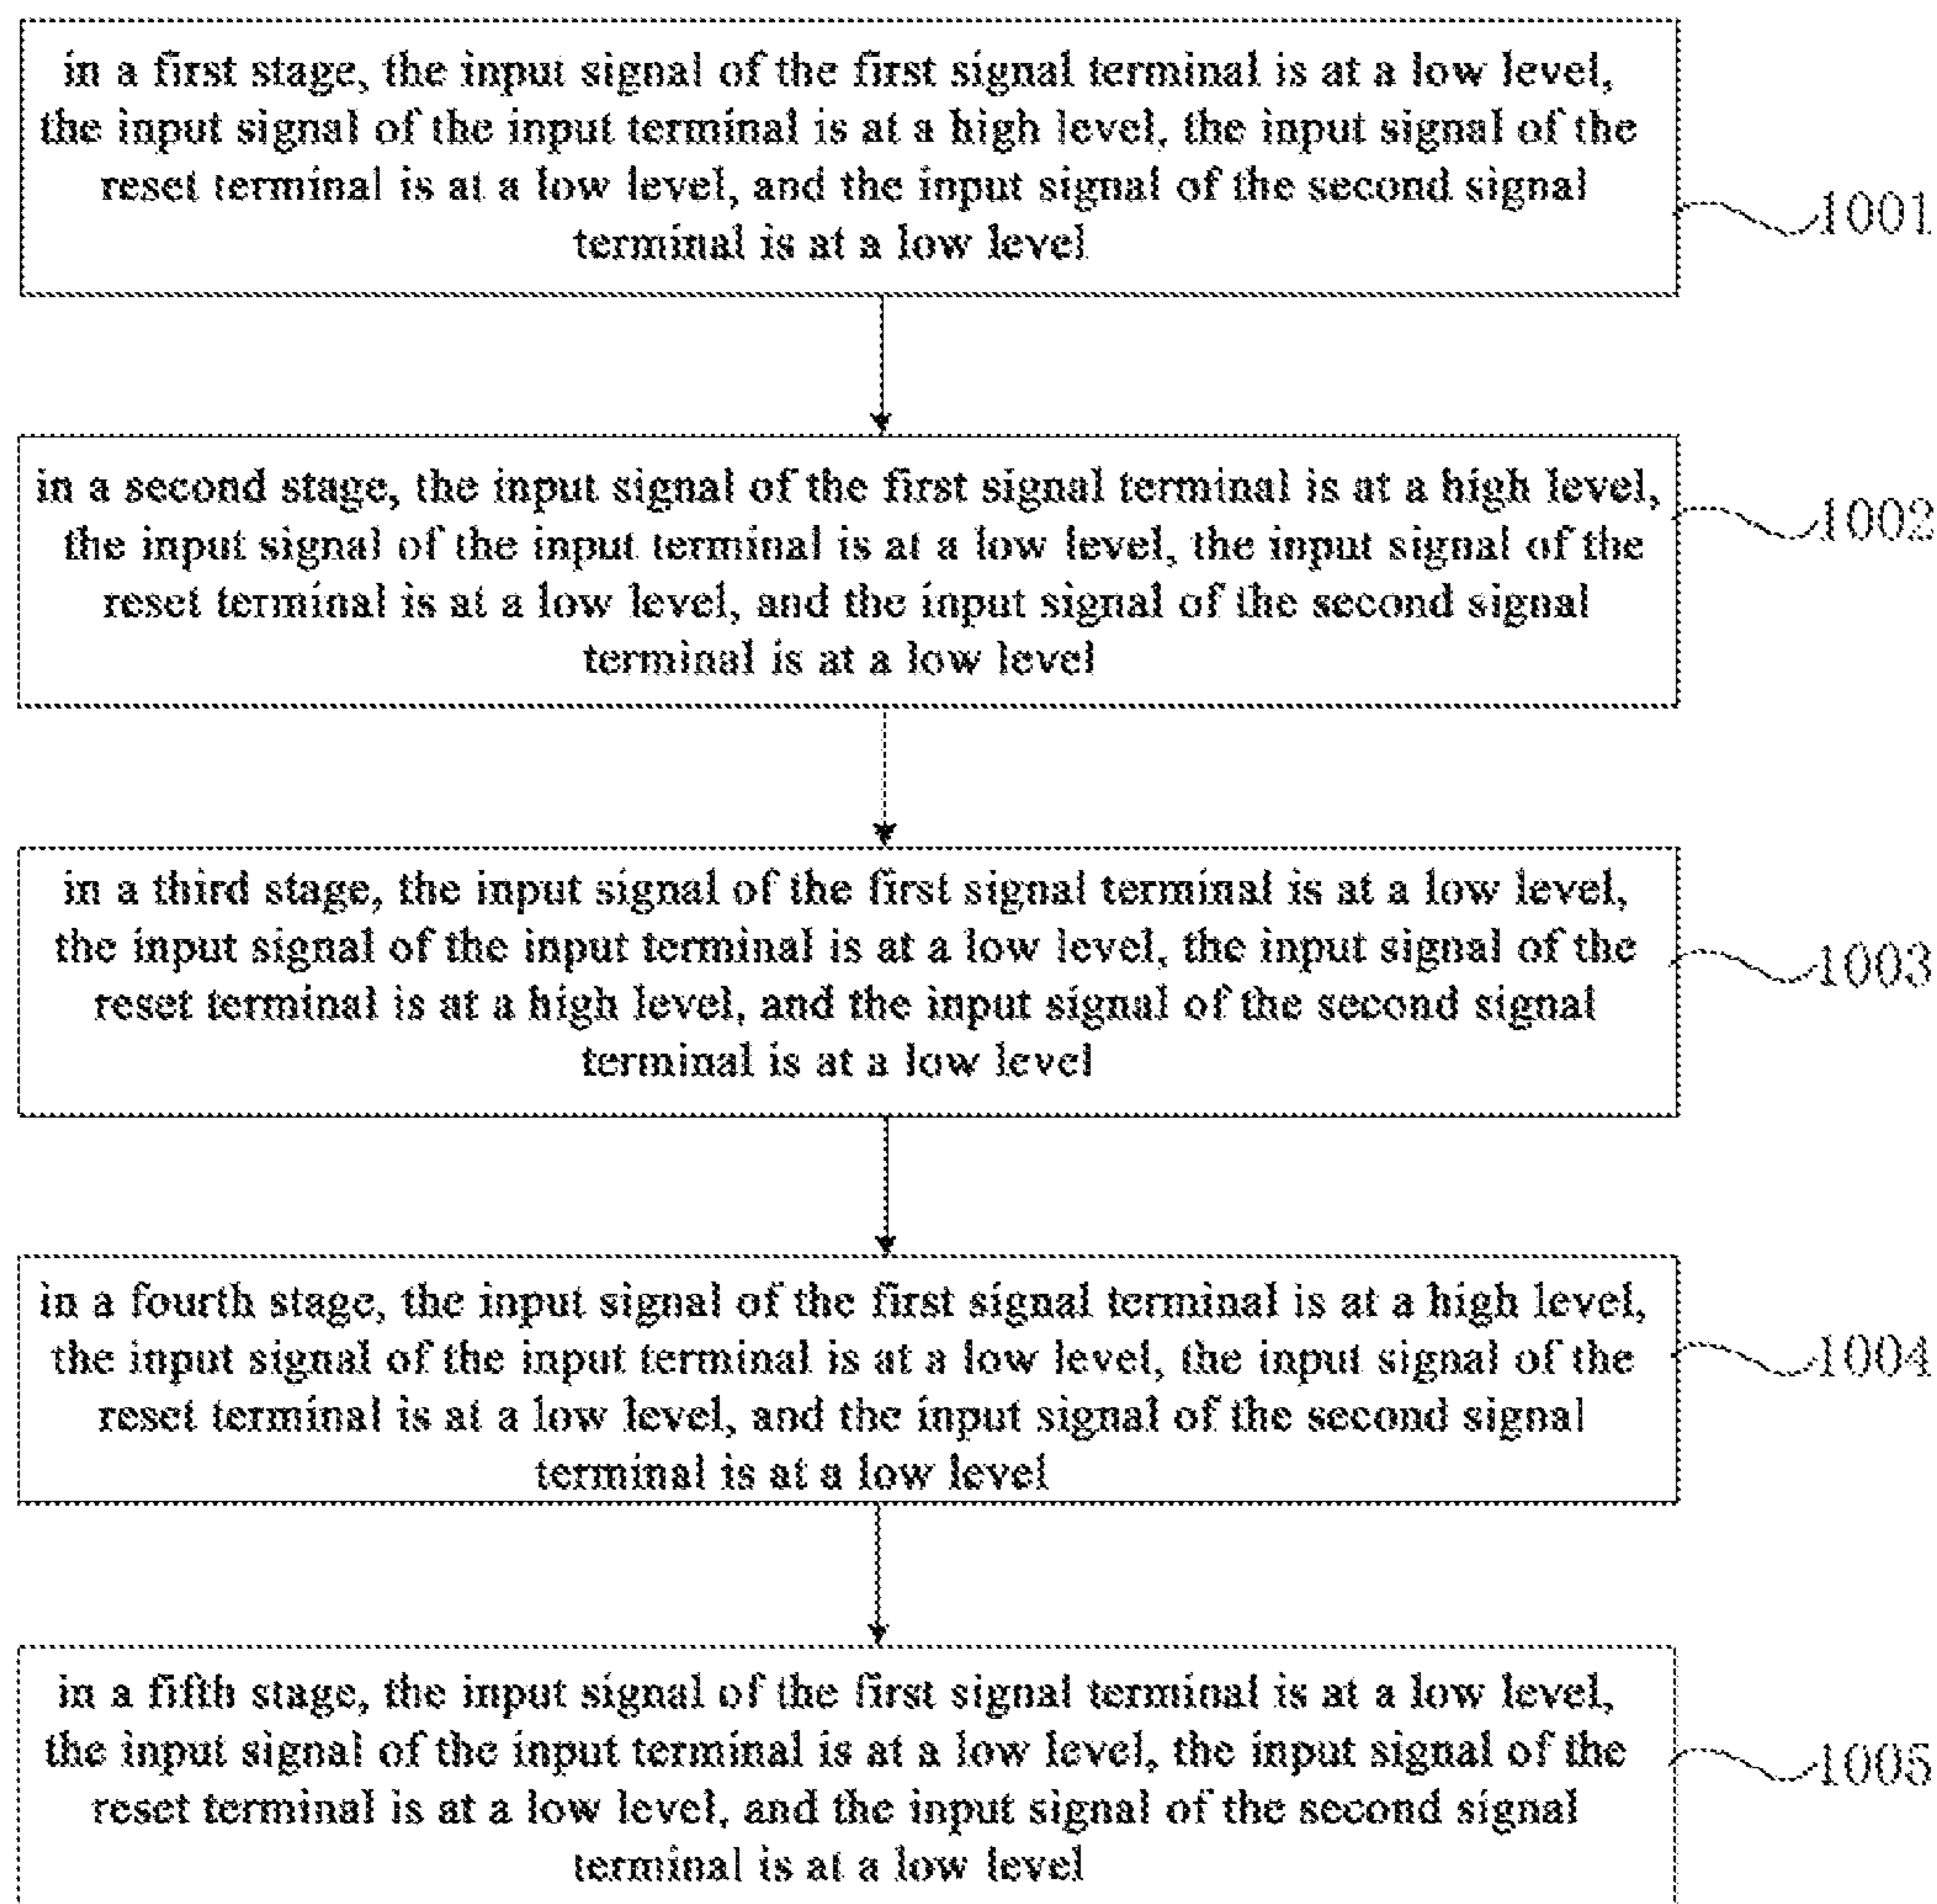 in a first stage, the input signal of the first signal terminal is at a low level,
the input signal of the input terminal is at a high level, the input signal of the
reset terminal is at a low level, and the input signal of the second signal
terminal is at a low level
1001
in a second stage, the input signal of the first signal terminal is at a high level,
the input signal of the input terminal is at a low level, the input signal of the
reset terminal is at a low level, and the input signal of the second signal
terminal is at a low level
1002
in a third stage, the input signal of the first signal terminal is at a low level,
the input signal of the input terminal is at a low level, the input signal of the
reset terminal is at a high level, and the input signal of the second signal
terminal is at a low level
1003
in a fourth stage, the input signal of the first signal terminal is at a high level,
the input signal of the input terminal is at a low level, the input signal of the
reset terminal is at a low level, and the input signal of the second signal
terminal is at a low level
1004
in a fifth stage, the input signal of the first signal terminal is at a low level,
the input signal of the input terminal is at a low level, the input signal of the
reset terminal is at a low level, and the input signal of the second signal
terminal is at a low level
1005